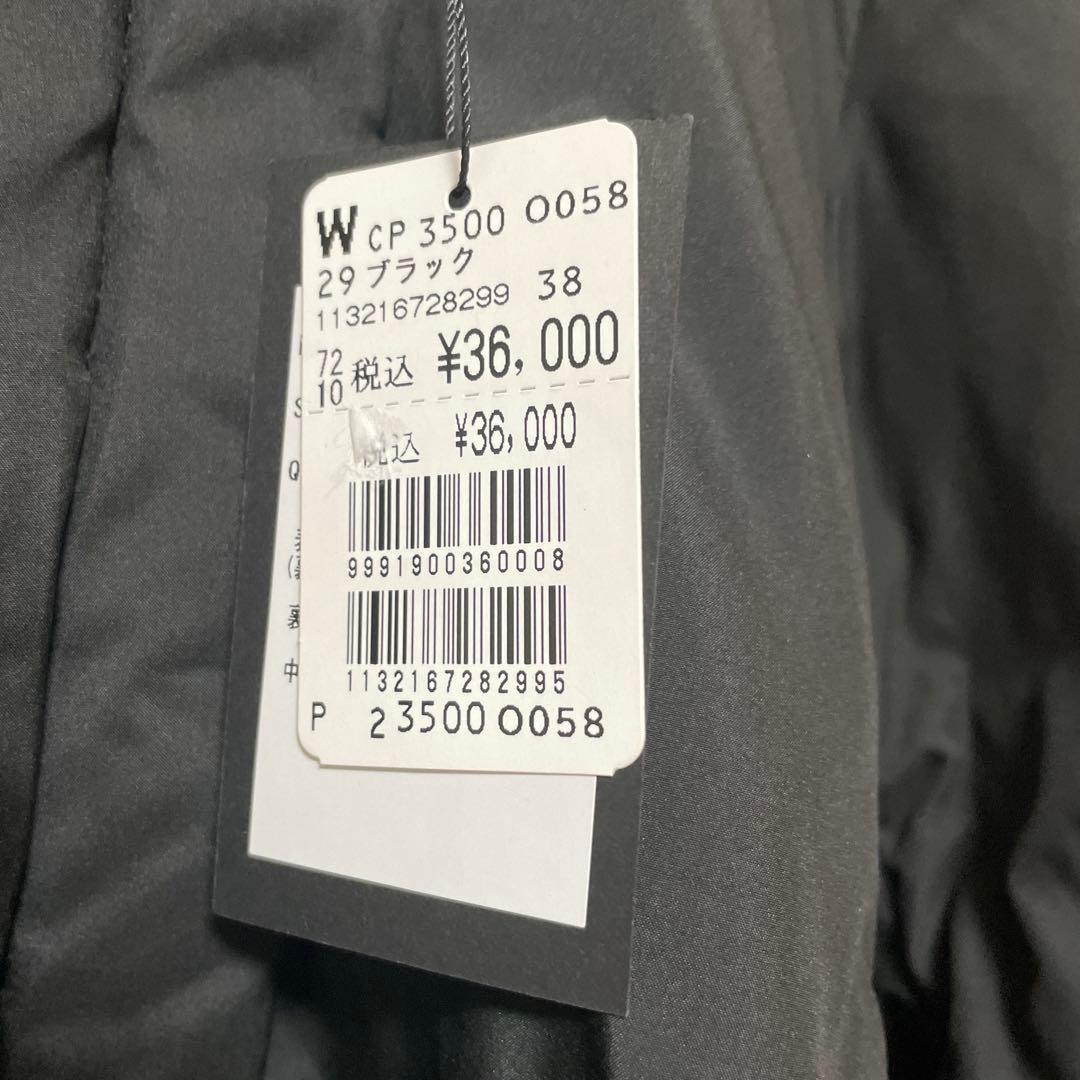 W CP 3500 0058
29 ブラック
113216728299 38
72
10 税込 ¥36,000
税込 ¥36,000
9991900360008
1132167282995
P 2 3500 0058
S
Q
中